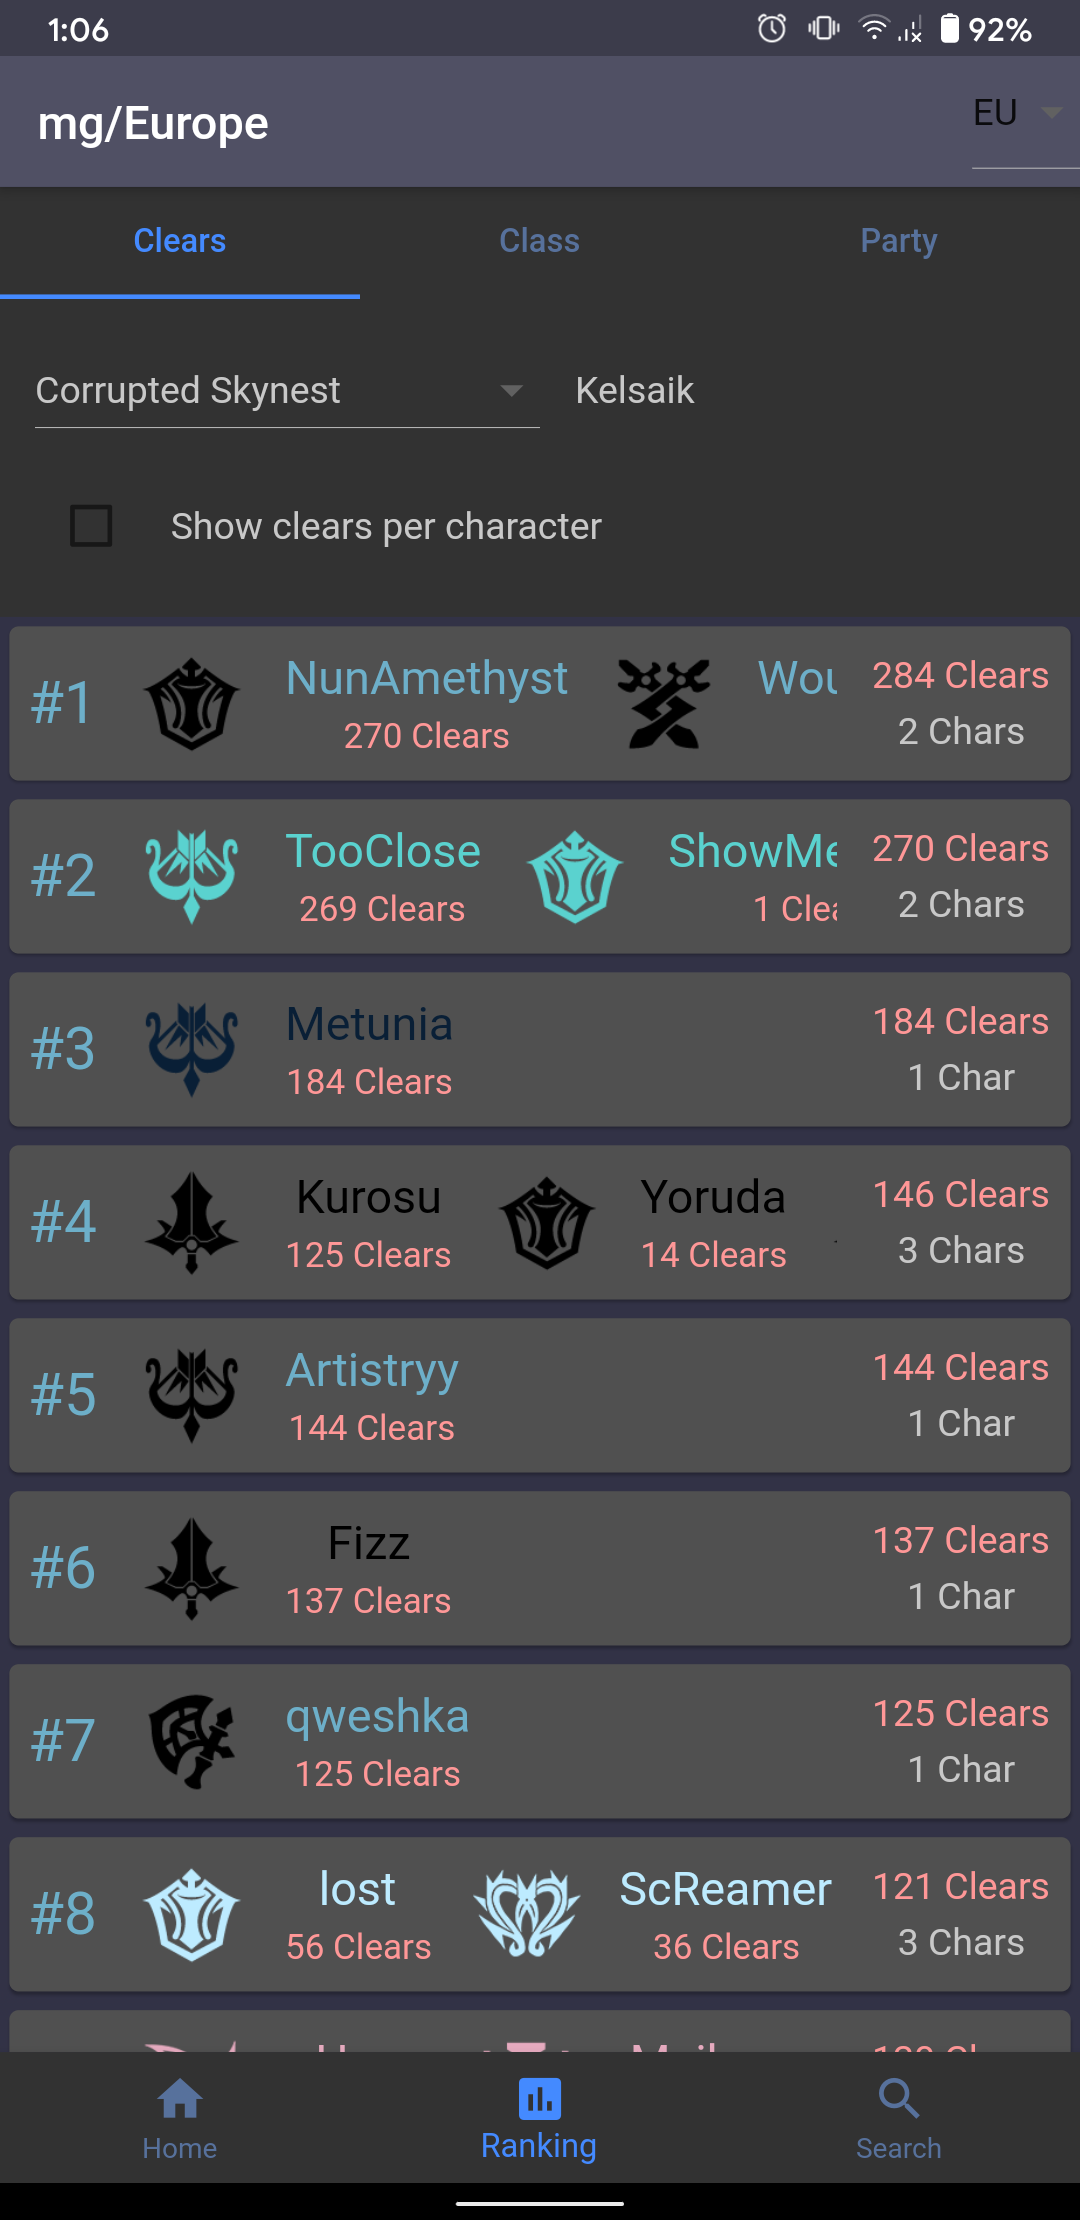 1:06
92%
mg/Europe
EU
Clears
Class
Party
Corrupted Skynest
Kelsaik
Show clears per character
#1
NunAmethyst
270 Clears
284 Clears
2 Chars
#2
TooClose
269 Clears
1
270 Clears
2 Chars
#3
Metunia
184 Clears
184 Clears
1 Char
#4
Kurosu
125 Clears
Yoruda
14 Clears
146 Clears
3 Chars
#5
Artistryy
144 Clears
144 Clears
1 Char
#6
Fizz
137 Clears
137 Clears
1 Char
#7
qweshka
125 Clears
125 Clears
1 Char
#8
lost
56 Clears
ScReamer
36 Clears
121 Clears
3 Chars
Home
Ranking
Search